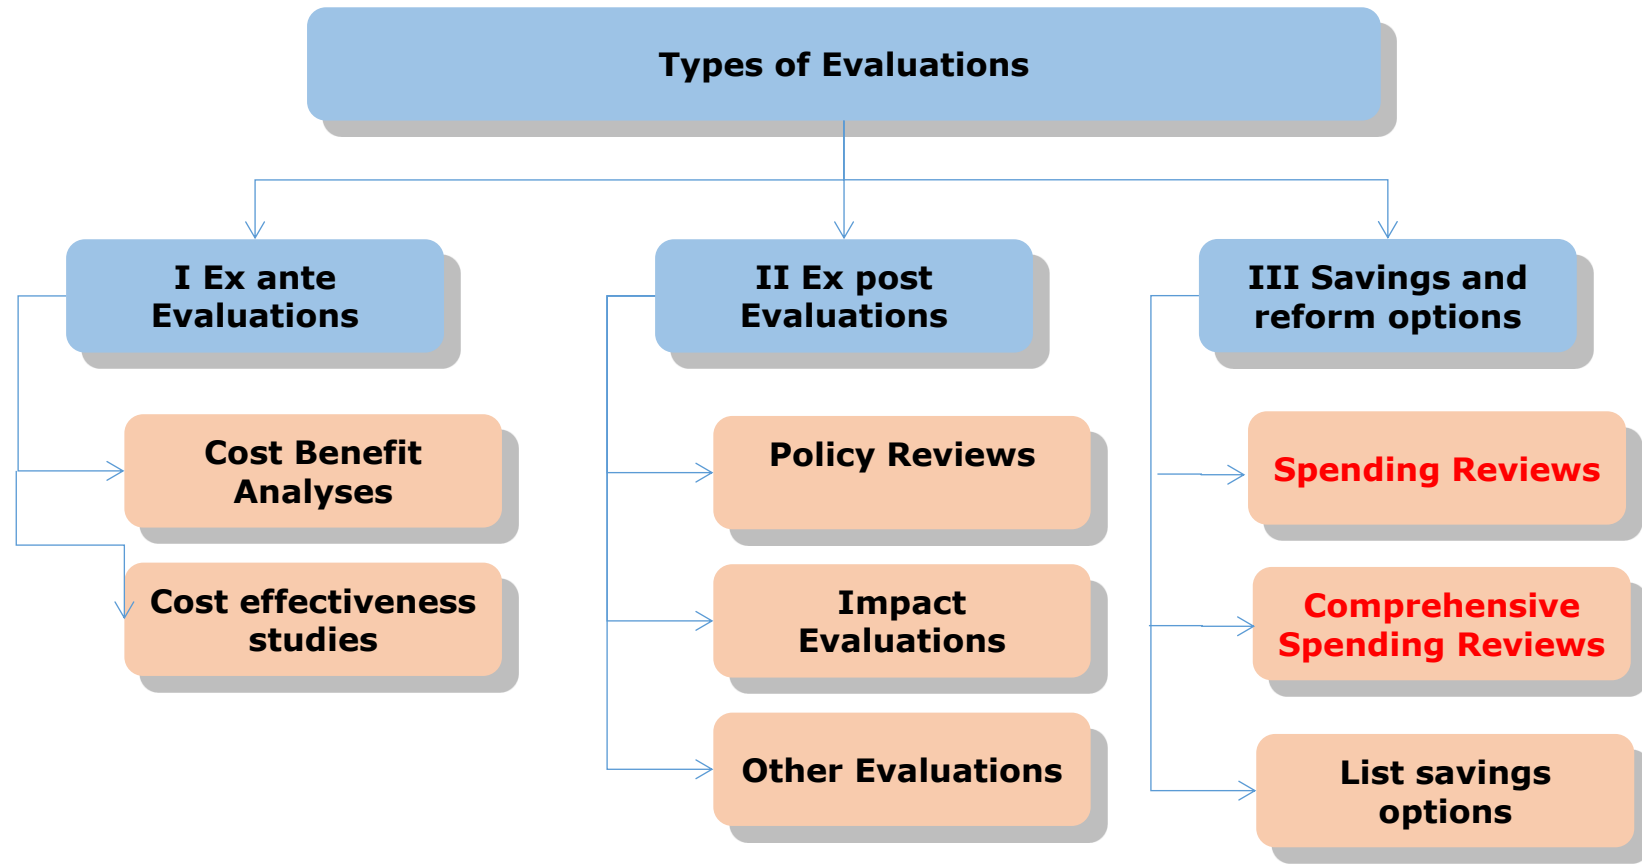 Types of Evaluations
I Ex ante
Evaluations
II Ex post
Evaluations
III Savings and
reform options
Cost Benefit
Analyses
Cost effectiveness
studies
Policy Reviews
Impact
Evaluations
Other Evaluations
Spending Reviews
Comprehensive
Spending Reviews
List savings
options